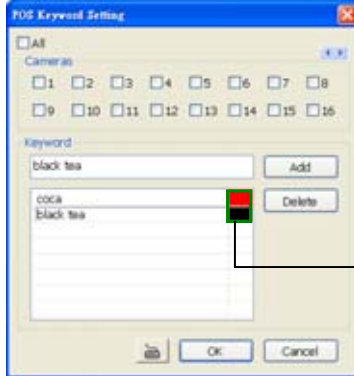 POS Keyword Setting
All
Cameras
1 2 3 4 5 6 7 8
9 10 11 12 13 14 15 16
Keyword
black tea Add
coca Delete
black tea
OK Cancel